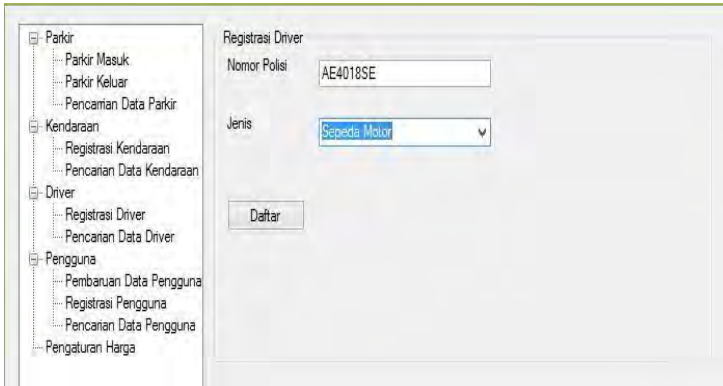 Parkir
Parkir Masuk
Parkir Keluar
Pencarian Data Parkir
Kendaraan
Registrasi Kendaraan
Pencarian Data Kendaraan
Driver
Registrasi Driver
Pencarian Data Driver
Pengguna
Pembaruan Data Pengguna
Registrasi Pengguna
Pencarian Data Pengguna
Pengaturan Harga
Registrasi Driver
Nomor Polisi AE4018SE
Jenis Sepeda Motor
Daftar